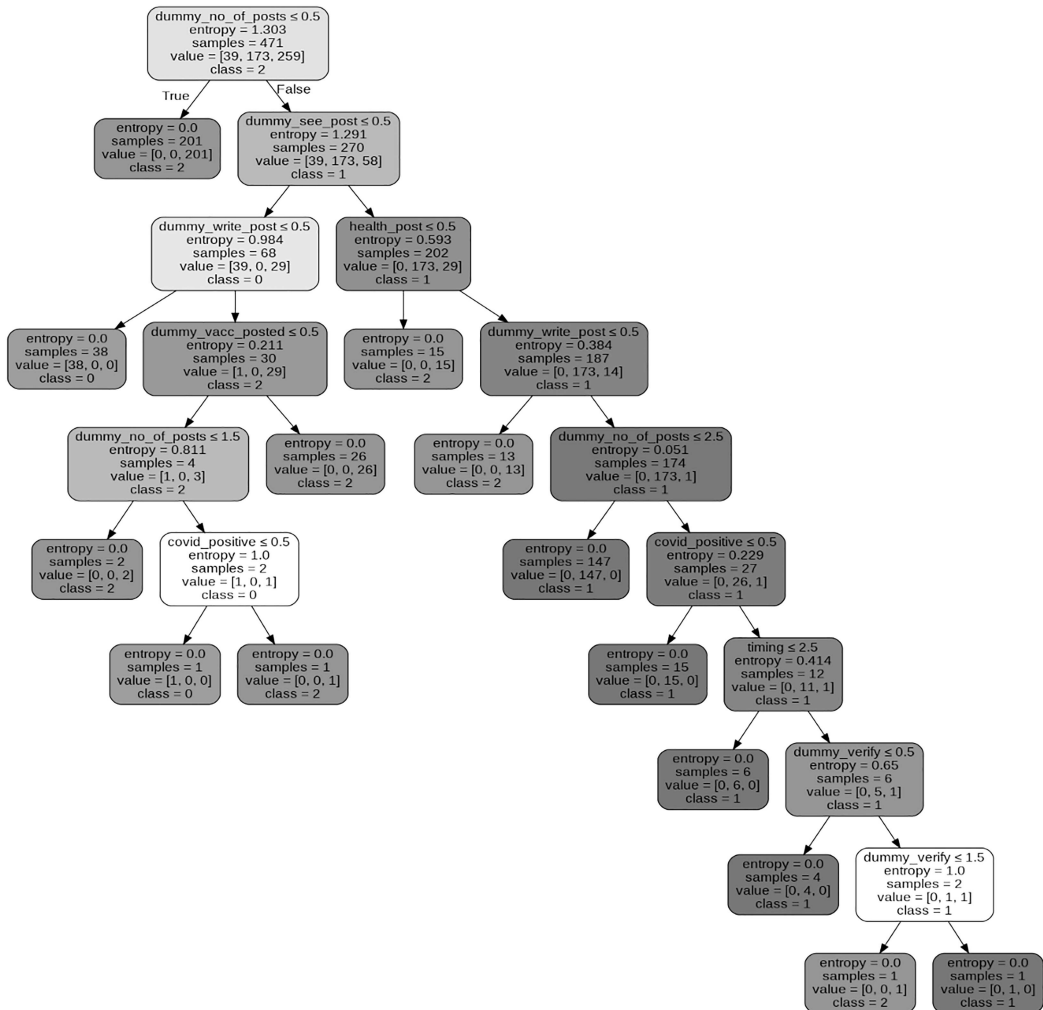 dummy_no_of_posts ≤ 0.5
entropy = 1.303
samples = 471
value = [39, 173, 259]
class = 2
True
False
entropy = 0.0
samples = 201
value = [0, 0, 201]
class = 2
dummy_see_post ≤ 0.5
entropy = 1.291
samples = 270
value = [39, 173, 58]
class = 1
dummy_write_post ≤ 0.5
entropy = 0.984
samples = 68
value = [39, 0, 29]
class = 0
health_post ≤ 0.5
entropy = 0.593
samples = 202
value = [0, 173, 29]
class = 1
entropy = 0.0
samples = 38
value = [38, 0, 0]
class = 0
dummy_vacc_posted ≤ 0.5
entropy = 0.211
samples = 30
value = [1, 0, 29]
class = 2
entropy = 0.0
samples = 15
value = [0, 0, 15]
class = 2
dummy_write_post ≤ 0.5
entropy = 0.384
samples = 187
value = [0, 173, 14]
class = 1
dummy_no_of_posts ≤ 1.5
entropy = 0.811
samples = 4
value = [1, 0, 3]
class = 2
entropy = 0.0
samples = 26
value = [0, 0, 26]
class = 2
entropy = 0.0
samples = 13
value = [0, 0, 13]
class = 2
dummy_no_of_posts ≤ 2.5
entropy = 0.051
samples = 174
value = [0, 173, 1]
class = 1
entropy = 0.0
samples = 2
value = [0, 0, 2]
class = 2
covid_positive ≤ 0.5
entropy = 1.0
samples = 2
value = [1, 0, 1]
class = 0
entropy = 0.0
samples = 147
value = [0, 147, 0]
class = 1
covid_positive ≤ 0.5
entropy = 0.229
samples = 27
value = [0, 26, 1]
class = 1
entropy = 0.0
samples = 1
value = [1, 0, 0]
class = 0
entropy = 0.0
samples = 1
value = [0, 0, 1]
class = 2
entropy = 0.0
samples = 15
value = [0, 15, 0]
class = 1
timing ≤ 2.5
entropy = 0.414
samples = 12
value = [0, 11, 1]
class = 1
entropy = 0.0
samples = 6
value = [0, 6, 0]
class = 1
dummy_verify ≤ 0.5
entropy = 0.65
samples = 6
value = [0, 5, 1]
class = 1
entropy = 0.0
samples = 4
value = [0, 4, 0]
class = 1
dummy_verify ≤ 1.5
entropy = 1.0
samples = 2
value = [0, 1, 1]
class = 1
entropy = 0.0
samples = 1
value = [0, 0, 1]
class = 2
entropy = 0.0
samples = 1
value = [0, 1, 0]
class = 1